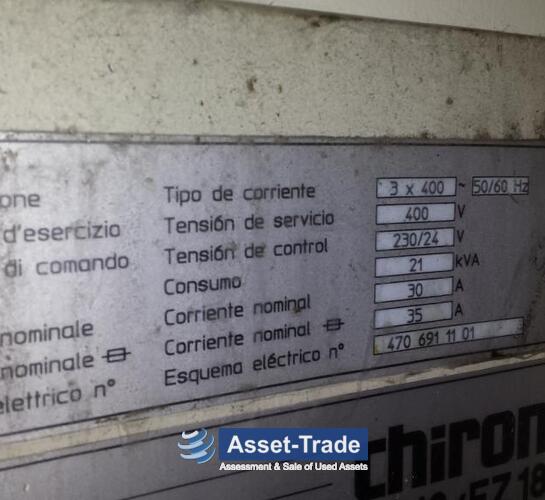 one Tipo de corriente 3 x 400 ~ 50/60 Hz
d'esercizio Tensión de servicio 400 V
di comando Tensión de control 230/24 V
Consumo 21 kVA
nominale Corriente nominal 30 A
nominale Corriente nominal 35 A
elettrico n° Esquema eléctrico n° 470 691 11 01
chiron
Asset-Trade
Assessment & Sale of Used Assets